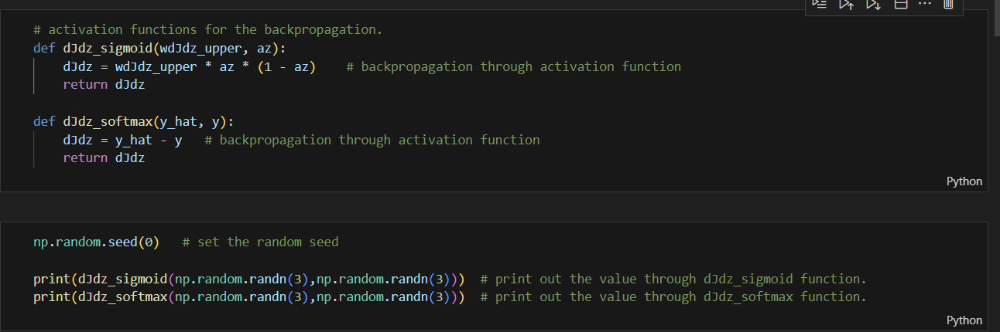 # activation functions for the backpropagation.
def dJdz_sigmoid(wdJdz_upper, az):
    dJdz = wdJdz_upper * az * (1 - az)    # backpropagation through activation function
    return dJdz

def dJdz_softmax(y_hat, y):
    dJdz = y_hat - y   # backpropagation through activation function
    return dJdz
Python
np.random.seed(0)   # set the random seed

print(dJdz_sigmoid(np.random.randn(3),np.random.randn(3)))  # print out the value through dJdz_sigmoid function.
print(dJdz_softmax(np.random.randn(3),np.random.randn(3)))  # print out the value through dJdz_softmax function.
Python